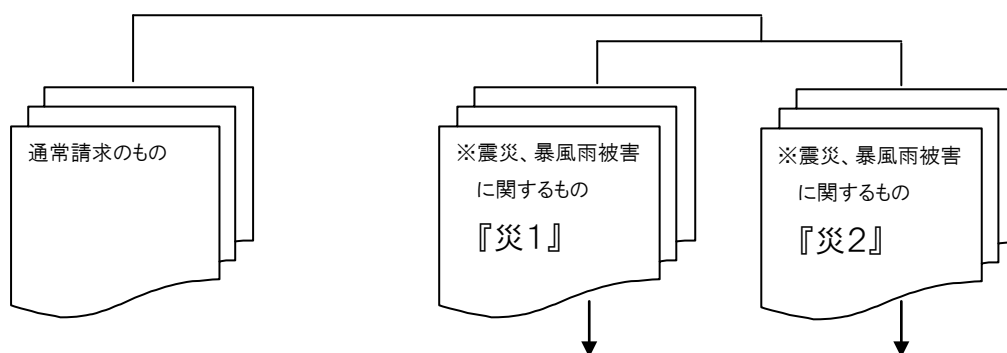 通常請求のもの
※震災、暴風雨被害
に関するもの
『災1』
※震災、暴風雨被害
に関するもの
『災2』